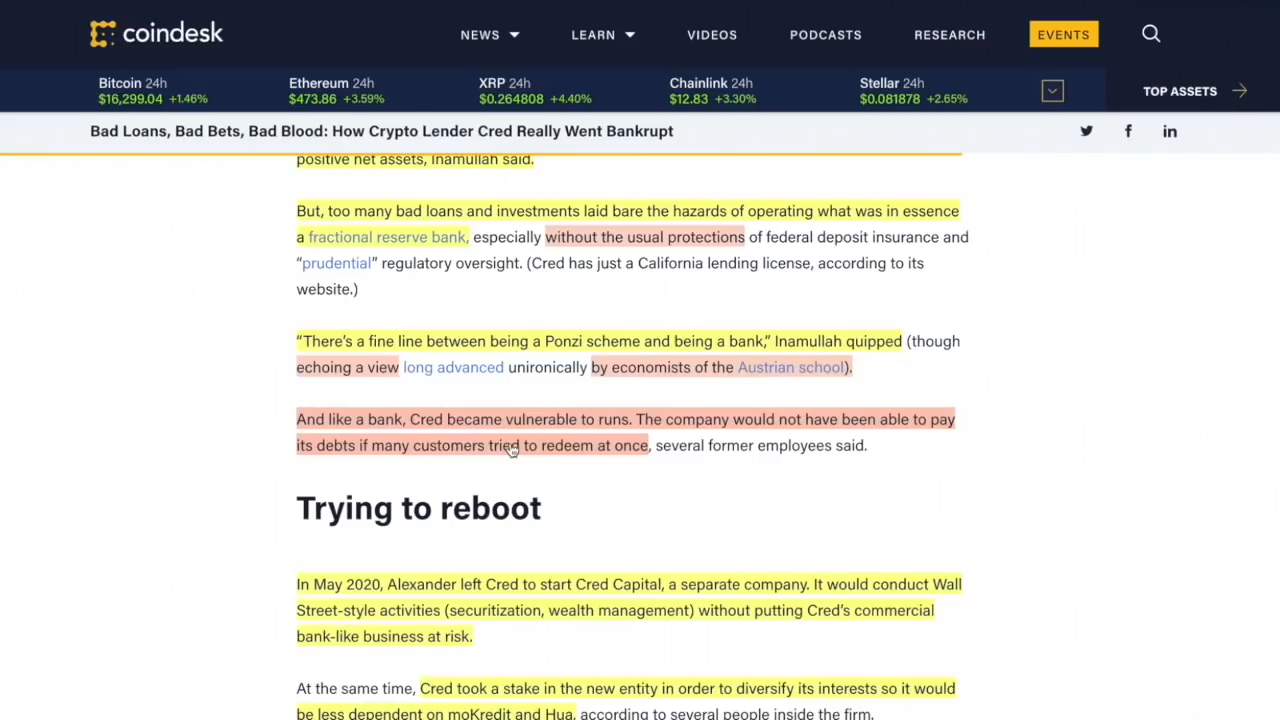 coindesk
NEWS
LEARN
VIDEOS
PODCASTS
RESEARCH
EVENTS
Bitcoin 24h
$16,299.04 +1.46%
Ethereum 24h
$473.86 +3.59%
XRP 24h
$0.264808 +4.40%
Chainlink 24h
$12.83 +3.30%
Stellar 24h
$0.081878 +2.65%
TOP ASSETS
Bad Loans, Bad Bets, Bad Blood: How Crypto Lender Cred Really Went Bankrupt
positive net assets, Inamullah said.
But, too many bad loans and investments laid bare the hazards of operating what was in essence
a fractional reserve bank, especially without the usual protections of federal deposit insurance and
“prudential” regulatory oversight. (Cred has just a California lending license, according to its
website.)
“There’s a fine line between being a Ponzi scheme and being a bank,” Inamullah quipped (though
echoing a view long advanced unironically by economists of the Austrian school).
And like a bank, Cred became vulnerable to runs. The company would not have been able to pay
its debts if many customers tried to redeem at once, several former employees said.
Trying to reboot
In May 2020, Alexander left Cred to start Cred Capital, a separate company. It would conduct Wall
Street-style activities (securitization, wealth management) without putting Cred’s commercial
bank-like business at risk.
At the same time, Cred took a stake in the new entity in order to diversify its interests so it would
be less dependent on moKredit and Hua, according to several people inside the firm.